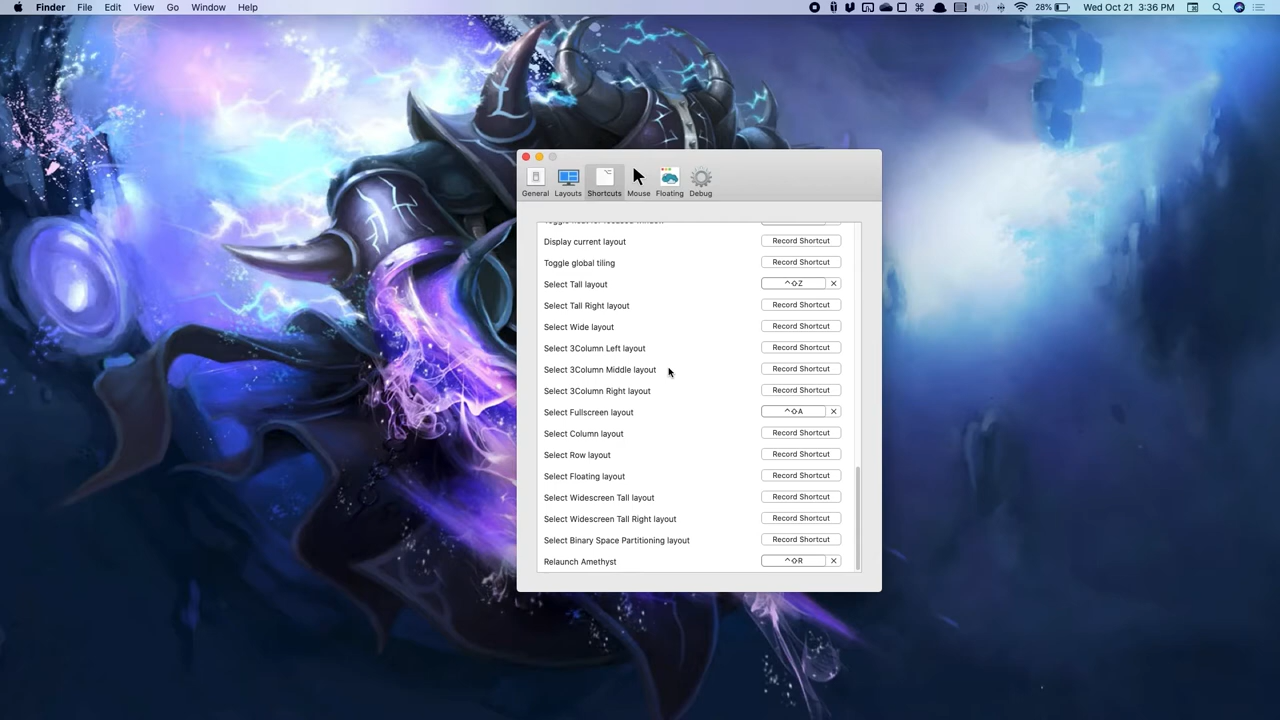 Finder File Edit View Go Window Help 28% Wed Oct 21 3:36 PM
General Layouts Shortcuts Mouse Floating Debug
Display current layout Record Shortcut
Toggle global tiling Record Shortcut
Select Tall layout ^⇧Z ×
Select Tall Right layout Record Shortcut
Select Wide layout Record Shortcut
Select 3Column Left layout Record Shortcut
Select 3Column Middle layout Record Shortcut
Select 3Column Right layout Record Shortcut
Select Fullscreen layout ^⇧A ×
Select Column layout Record Shortcut
Select Row layout Record Shortcut
Select Floating layout Record Shortcut
Select Widescreen Tall layout Record Shortcut
Select Widescreen Tall Right layout Record Shortcut
Select Binary Space Partitioning layout Record Shortcut
Relaunch Amethyst ^⇧R ×